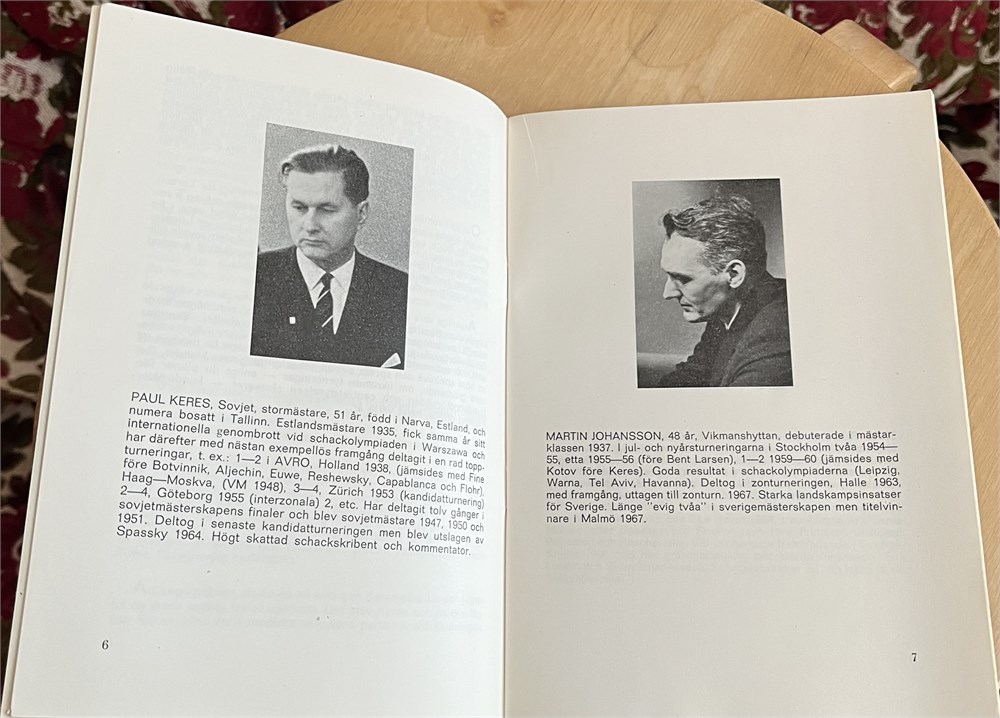 PAUL KERES, Sovjet, stormästare, 51 år, född i Narva, Estland, och
numera bosatt i Tallinn. Estlandsmästare 1935, fick samma år sitt
internationella genombrott vid schackolympiaden i Warszawa och
har därefter med nästan exempellös framgång deltagit i en rad topp-
turneringar, t. ex.: 1—2 i AVRO, Holland 1938, (jämsides med Fine
före Botvinnik, Aljechin, Euwe, Reshewsky, Capablanca och Flohr).
Haag—Moskva, (VM 1948). 3—4, Zürich 1953 (kandidatturnering)
2—4, Göteborg 1955 (interzonala) 2, etc. Har deltagit tolv gånger i
sovjetmästerskapens finaler och blev sovjetmästare 1947, 1950 och
1951. Deltog i senaste kandidatturneringen men blev utslagen av
Spassky 1964. Högt skattad schackskribent och kommentator.
6
MARTIN JOHANSSON, 48 år, Vikmanshyttan, debuterade i mästar-
klassen 1937. I jul- och nyårsturneringarna i Stockholm tvåa 1954—
55, etta 1955—56 (före Bent Larsen), 1—2 1959—60 (jämsides med
Kotov före Keres). Goda resultat i schackolympiaderna (Leipzig,
Warna, Tel Aviv, Havanna). Deltog i zonturneringen, Halle 1963,
med framgång, uttagen till zonturn. 1967. Starka landskampsinsatser
för Sverige. Länge "evig tvåa" i sverigemästerskapen men titelvin-
nare i Malmö 1967.
7